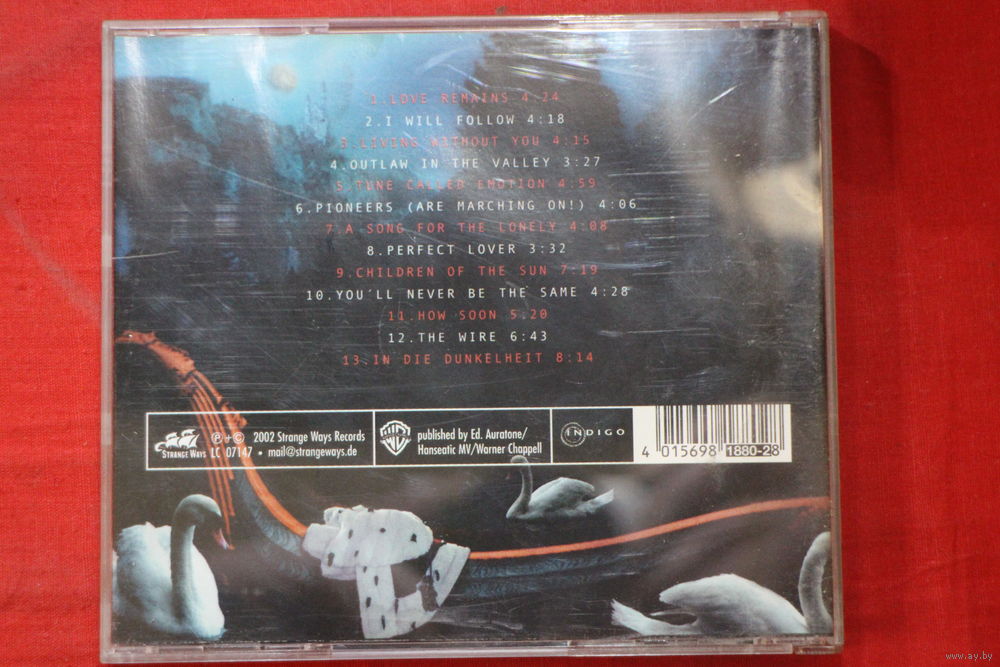 1.LOVE REMAINS 4:24
2.I WILL FOLLOW 4:18
3.LIVING WITHOUT YOU 4:15
4.OUTLAW IN THE VALLEY 3:27
5.TUNE CALLED EMOTION 4:59
6.PIONEERS (ARE MARCHING ON!) 4:06
7.A SONG FOR THE LONELY 4:08
8.PERFECT LOVER 3:32
9.CHILDREN OF THE SUN 7:19
10.YOU´LL NEVER BE THE SAME 4:28
11.HOW SOON 5.20
12.THE WIRE 6:43
13.IN DIE DUNKELHEIT 8:14
STRANGE WAYS
℗+© 2002 Strange Ways Records
LC 07147 • mail@strangeways.de
published by Ed. Auratone/
Hanseatic MV/Warner Chappell
INDIGO
4 015698 1880-28
www.ay.by